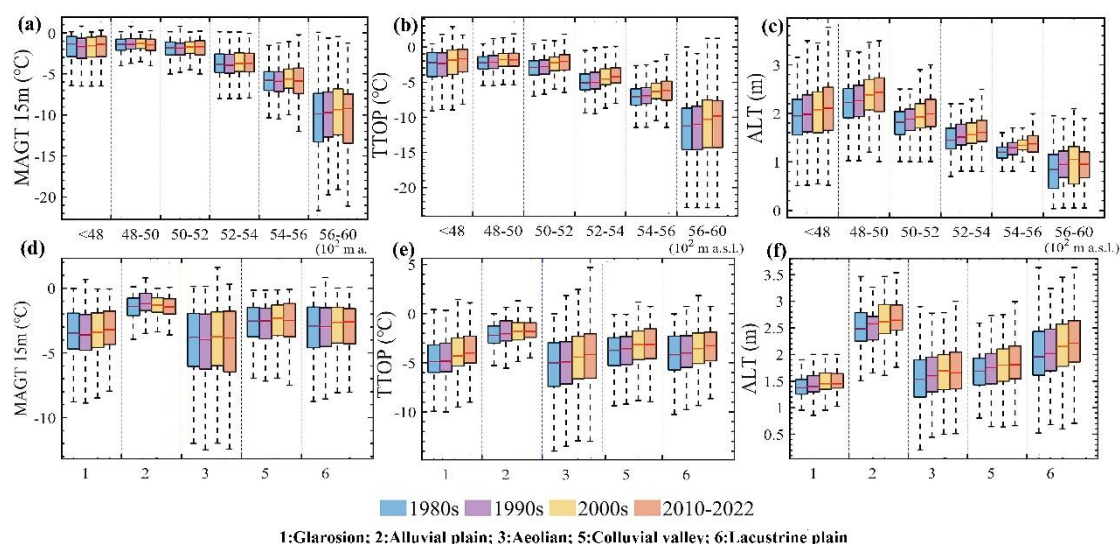 (a)
MAGT 15m (°C)
0
-5
-10
-15
-20
<48 48-50 50-52 52-54 54-56 56-60
(10² m a.
(b)
TTOP (°C)
5
0
-5
-10
-15
-20
<48 48-50 50-52 52-54 54-56 56-60
(10² m a.s.l.)
(c)
ALT (m)
3
2
1
0
<48 48-50 50-52 52-54 54-56 56-60
(10² m a.s.l.)
(d)
MAGT 15m (°C)
0
-5
-10
1 2 3 5 6
(e)
TTOP (°C)
5
0
-5
-10
1 2 3 5 6
(f)
ALT (m)
3.5
3
2.5
2
1.5
1
0.5
1 2 3 5 6
1980s 1990s 2000s 2010-2022
1:Glarosion; 2:Alluvial plain; 3:Aeolian; 5:Colluvial valley; 6:Lacustrine plain